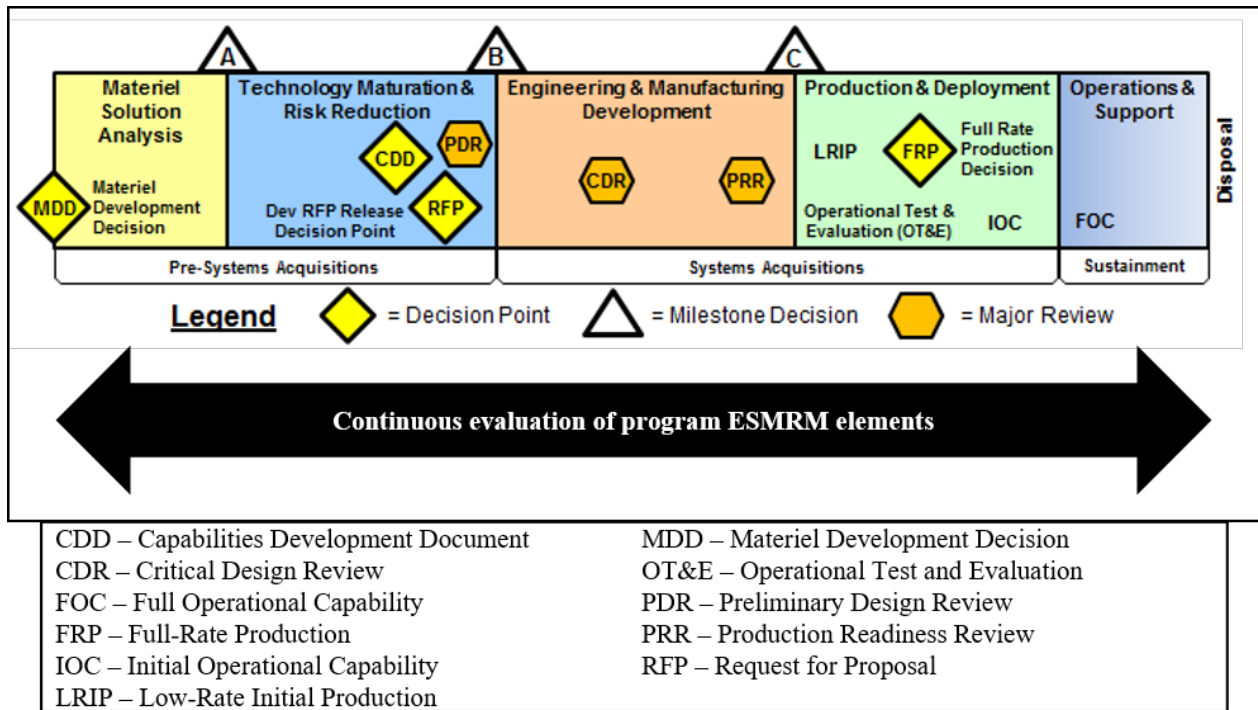 A
B
C
Materiel
Solution
Analysis
Technology Maturation &
Risk Reduction
Engineering & Manufacturing
Development
Production & Deployment
Operations &
Support
Disposal
MDD
Materiel
Development
Decision
CDD
PDR
Dev RFP Release
Decision Point
RFP
CDR
PRR
LRIP
FRP
Full Rate
Production
Decision
Operational Test &
Evaluation (OT&E)
IOC
FOC
Pre-Systems Acquisitions
Systems Acquisitions
Sustainment
Legend
= Decision Point
= Milestone Decision
= Major Review
Continuous evaluation of program ESMRM elements
CDD – Capabilities Development Document
CDR – Critical Design Review
FOC – Full Operational Capability
FRP – Full-Rate Production
IOC – Initial Operational Capability
LRIP – Low-Rate Initial Production
MDD – Materiel Development Decision
OT&E – Operational Test and Evaluation
PDR – Preliminary Design Review
PRR – Production Readiness Review
RFP – Request for Proposal